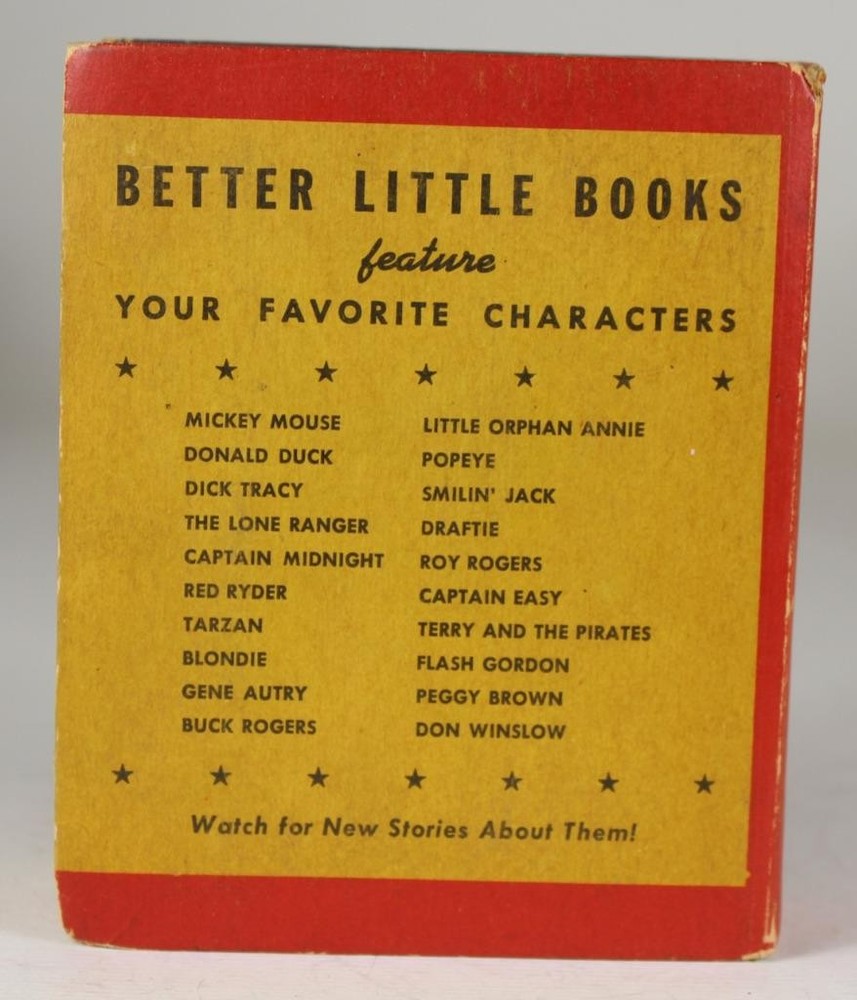 BETTER LITTLE BOOKS
feature
YOUR FAVORITE CHARACTERS
MICKEY MOUSE
DONALD DUCK
DICK TRACY
THE LONE RANGER
CAPTAIN MIDNIGHT
RED RYDER
TARZAN
BLONDIE
GENE AUTRY
BUCK ROGERS
LITTLE ORPHAN ANNIE
POPEYE
SMILIN' JACK
DRAFTIE
ROY ROGERS
CAPTAIN EASY
TERRY AND THE PIRATES
FLASH GORDON
PEGGY BROWN
DON WINSLOW
Watch for New Stories About Them!